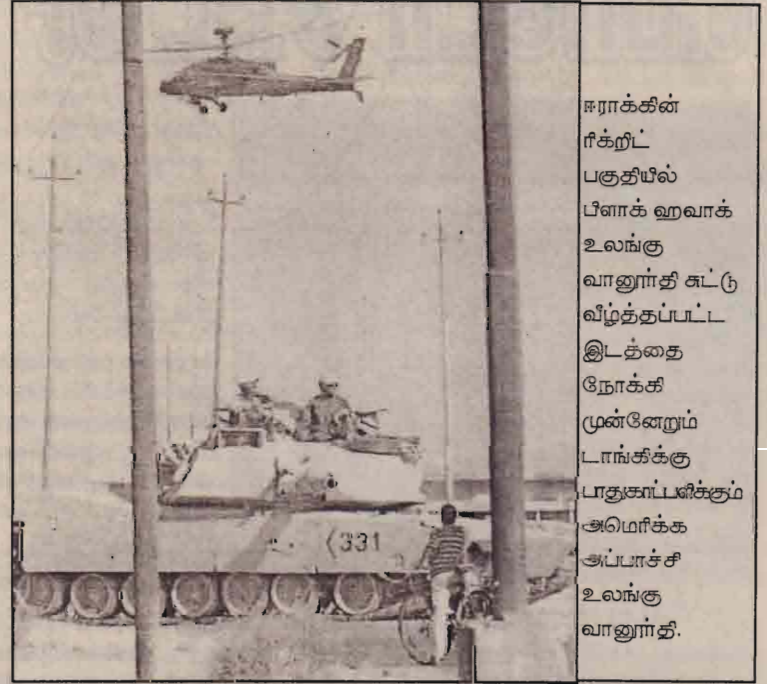 ஈராக்கின்
ரிக்றிட்
பகுதியில்
பிளாக் ஹவாக்
உலங்கு
வானூர்தி சுட்டு
வீழ்த்தப்பட்ட
இடத்தை
நோக்கி
முன்னேறும்
டாங்கிக்கு
பாதுகாப்பளிக்கும்
அமெரிக்க
அப்பாச்சி
உலங்கு
வானூர்தி.
331